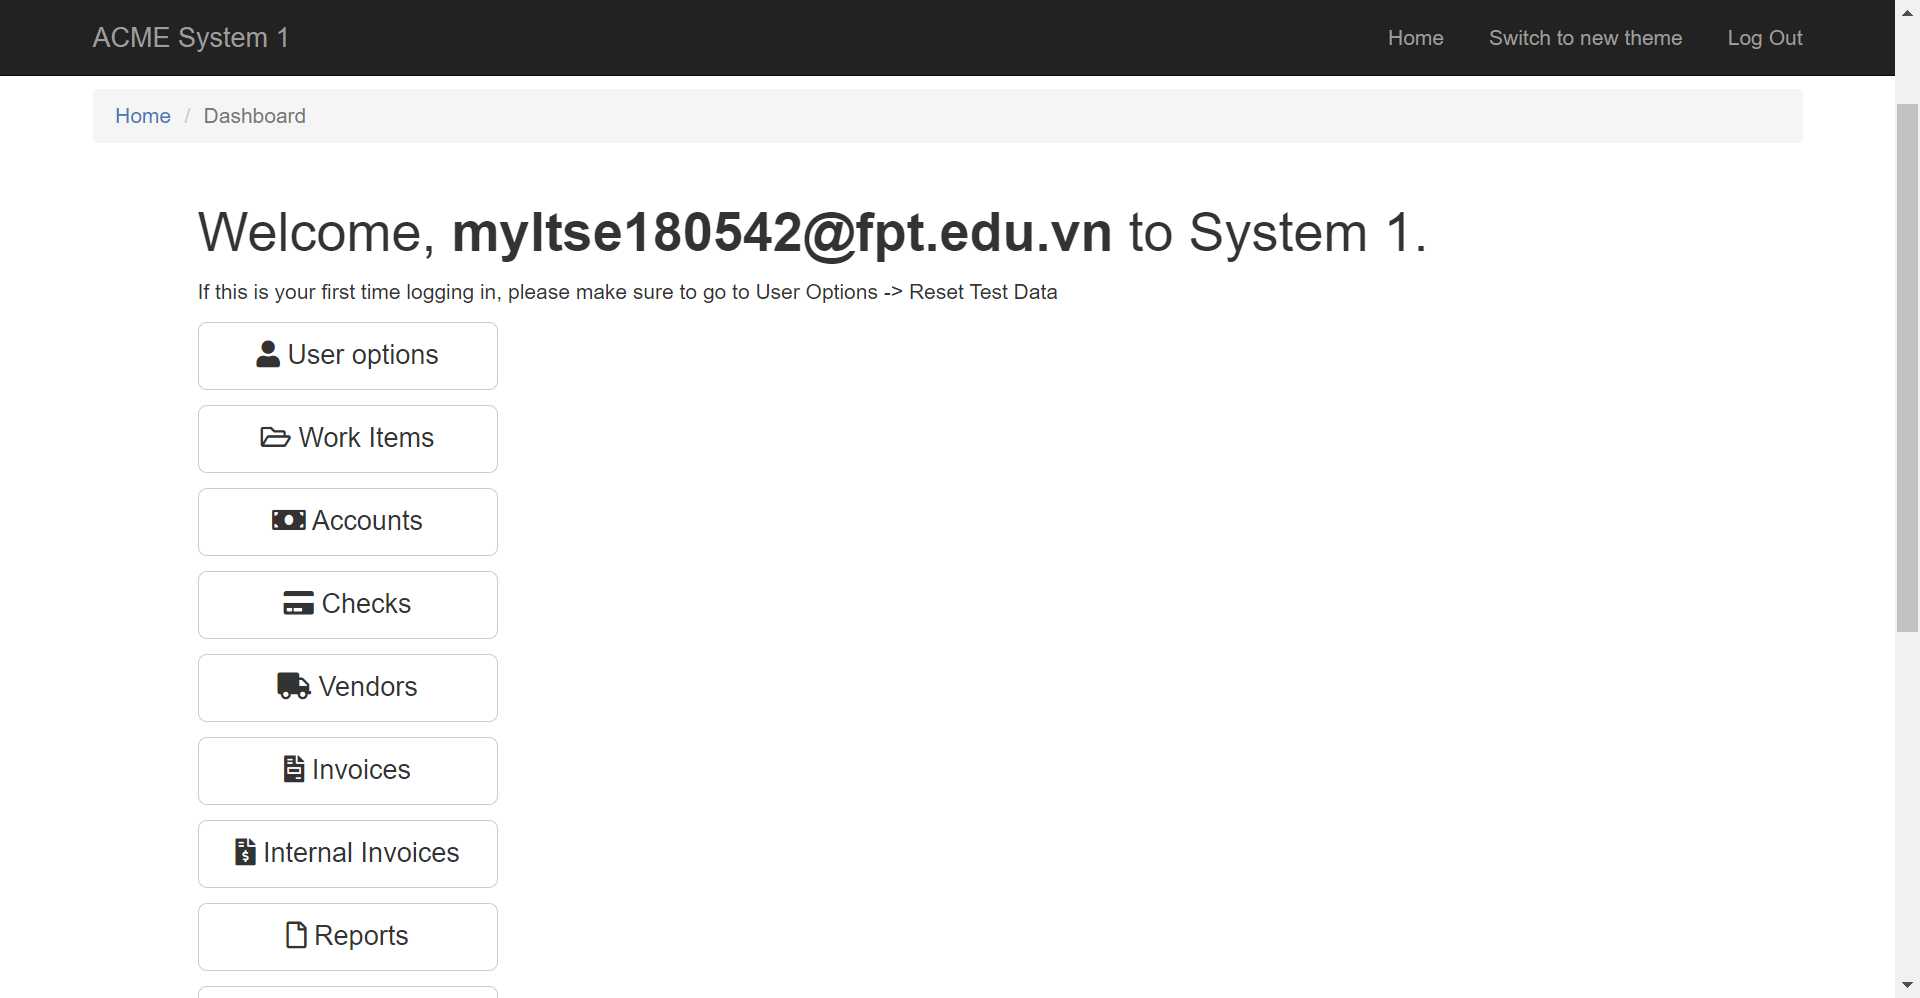 ACME System 1
Home
Switch to new theme
Log Out
Home / Dashboard
Welcome, myltse180542@fpt.edu.vn to System 1.
If this is your first time logging in, please make sure to go to User Options -> Reset Test Data
User options
Work Items
Accounts
Checks
Vendors
Invoices
Internal Invoices
Reports